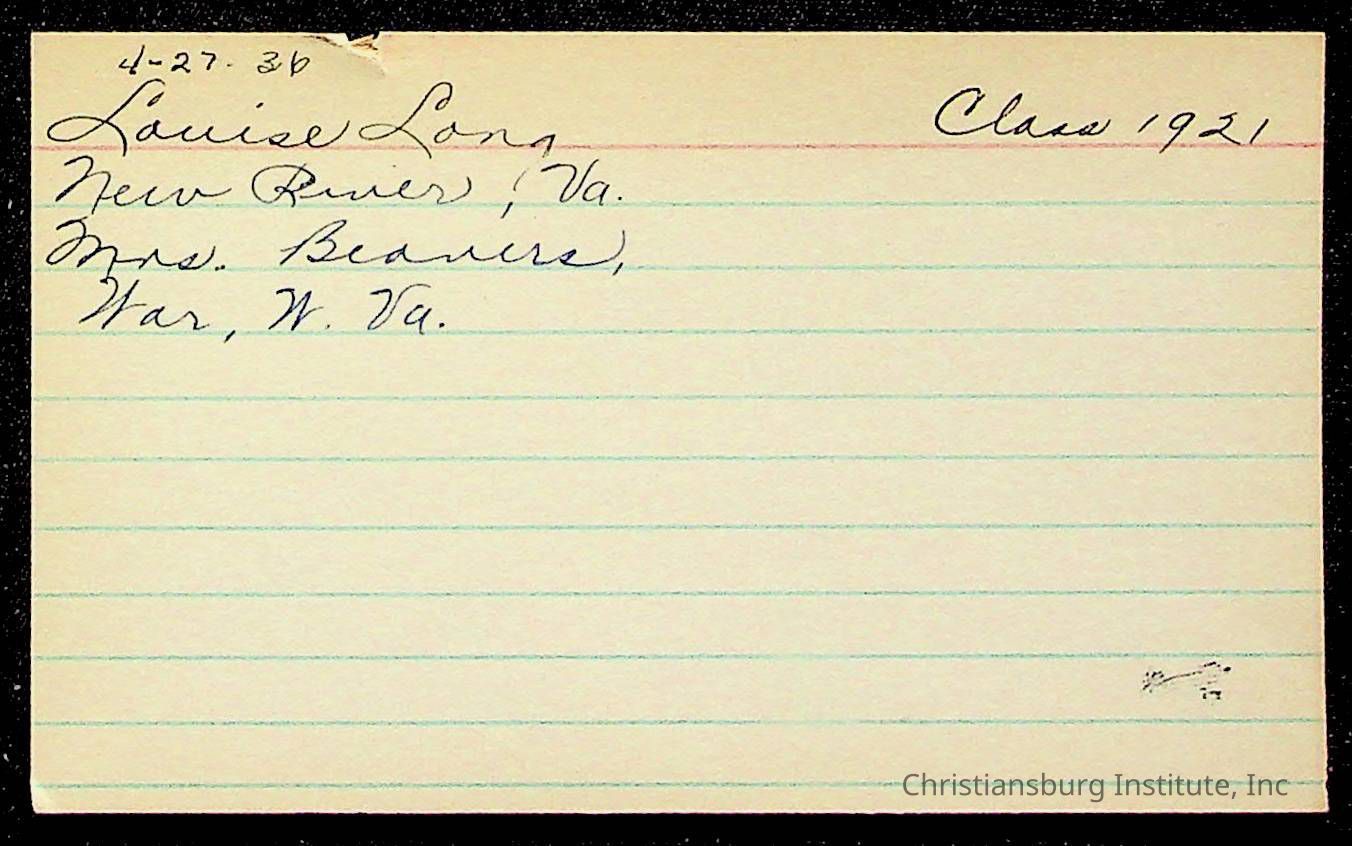 4-27-36
Louise Long Class 1921
New River, Va.
Mrs. Beavers,
War, W. Va.
Christiansburg Institute, Inc